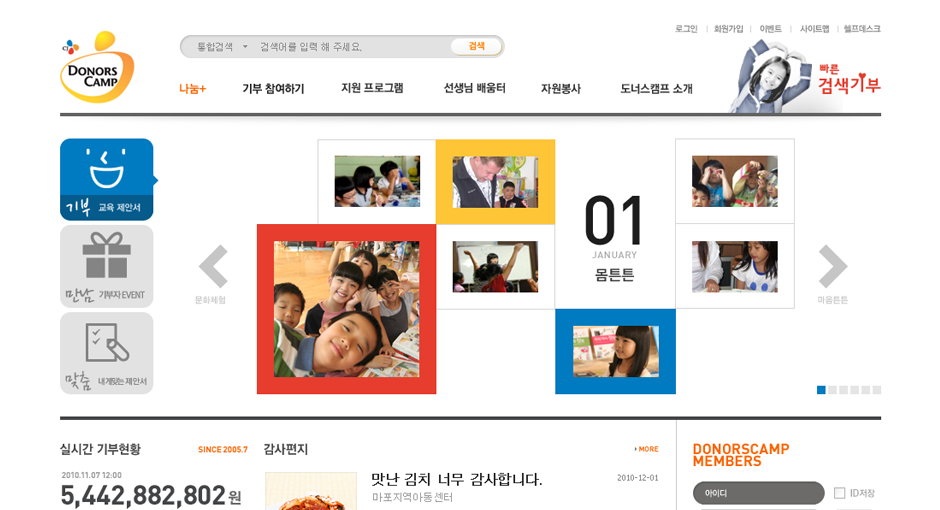 로그인 회원가입 이벤트 사이트맵 헬프데스크
CJ
DONORS
CAMP
통합검색 검색어를 입력 해 주세요. 검색
빠른
검색기부
나눔+ 기부 참여하기 지원 프로그램 선생님 배움터 자원봉사 도너스캠프 소개
기부 교육 제안서
01
JANUARY
몸튼튼
만남 기부자 EVENT
문화체험
마음튼튼
맞춤 내게맞는 제안서
실시간 기부현황 SINCE 2005.7
감사편지 MORE
DONORSCAMP
MEMBERS
2010.11.07 12:00
5,442,882,802 원
맛난 김치 너무 감사합니다. 2010-12-01
마포지역아동센터
아이디 ID저장